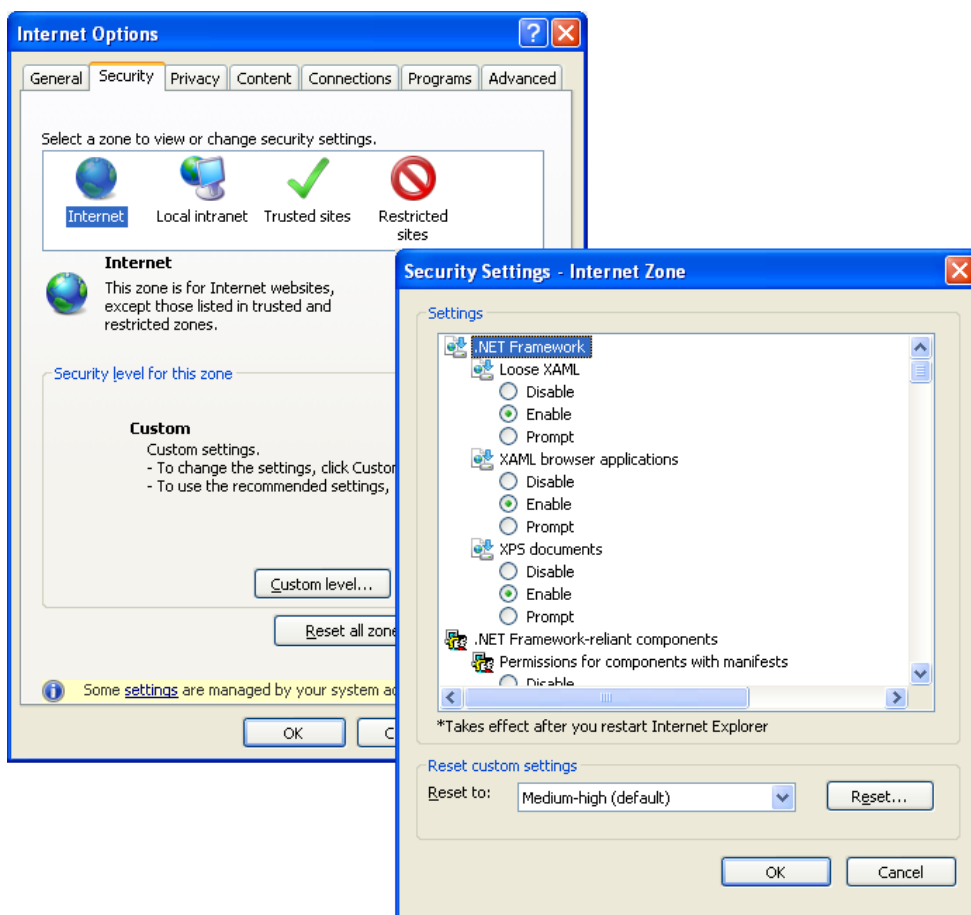 Internet Options
General Security Privacy Content Connections Programs Advanced
Select a zone to view or change security settings.
Internet Local intranet Trusted sites Restricted
sites
Internet
This zone is for Internet websites,
except those listed in trusted and
restricted zones.
Security level for this zone
Custom
Custom settings.
- To change the settings, click Custom
- To use the recommended settings,
Custom level...
Reset all zone
Some settings are managed by your system ad
OK C
Security Settings - Internet Zone
Settings
.NET Framework
Loose XAML
Disable
Enable
Prompt
XAML browser applications
Disable
Enable
Prompt
XPS documents
Disable
Enable
Prompt
.NET Framework-reliant components
Permissions for components with manifests
Disable
*Takes effect after you restart Internet Explorer
Reset custom settings
Reset to: Medium-high (default) Reset...
OK Cancel